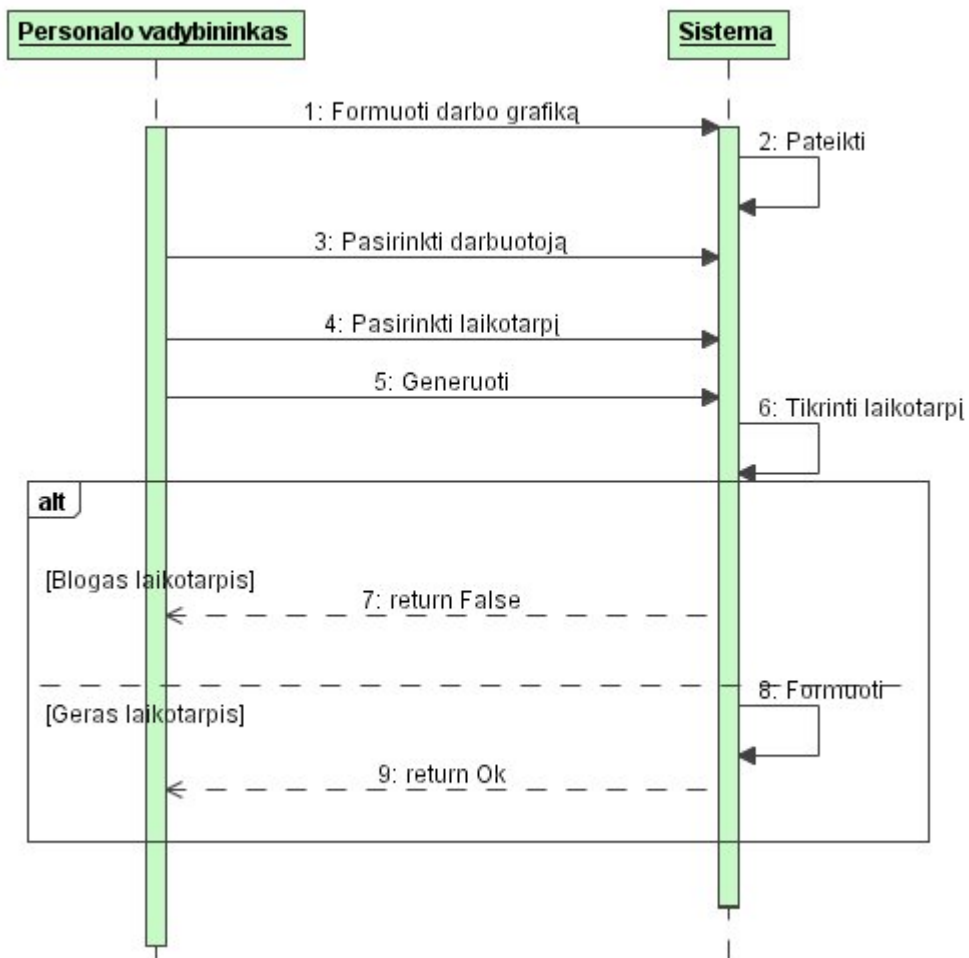 Personalo vadybininkas
Sistema
1: Formuoti darbo grafiką
2: Pateikti
3: Pasirinkti darbuotoją
4: Pasirinkti laikotarpį
5: Generuoti
6: Tikrinti laikotarpį
alt
[Blogas laikotarpis]
7: return False
8: Formuoti
[Geras laikotarpis]
9: return Ok